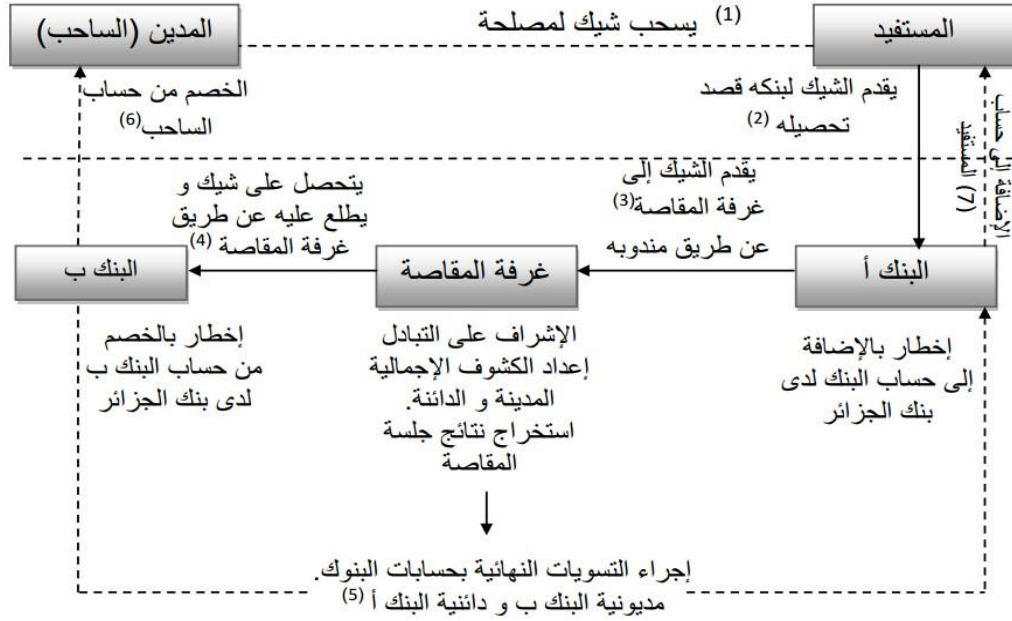 المستفيد
(1) يسحب شيك لمصلحة
المدين (الساحب)
يقدم الشيك لبنكه قصد
تحصيله (2)
الإضافة إلى حساب
المستفيد (7)
الخصم من حساب
الساحب(6)
يقدم الشيك إلى
غرفة المقاصة(3)
عن طريق مندوبه
يتحصل على شيك و
يطلع عليه عن طريق
غرفة المقاصة (4)
البنك أ
غرفة المقاصة
البنك ب
إخطار بالإضافة
إلى حساب البنك لدى
بنك الجزائر
الإشراف على التبادل
إعداد الكشوف الإجمالية
المدينة و الدائنة.
استخراج نتائج جلسة
المقاصة
إخطار بالخصم
من حساب البنك ب
لدى بنك الجزائر
إجراء التسويات النهائية بحسابات البنوك.
مديونية البنك ب و دائنية البنك أ (5)